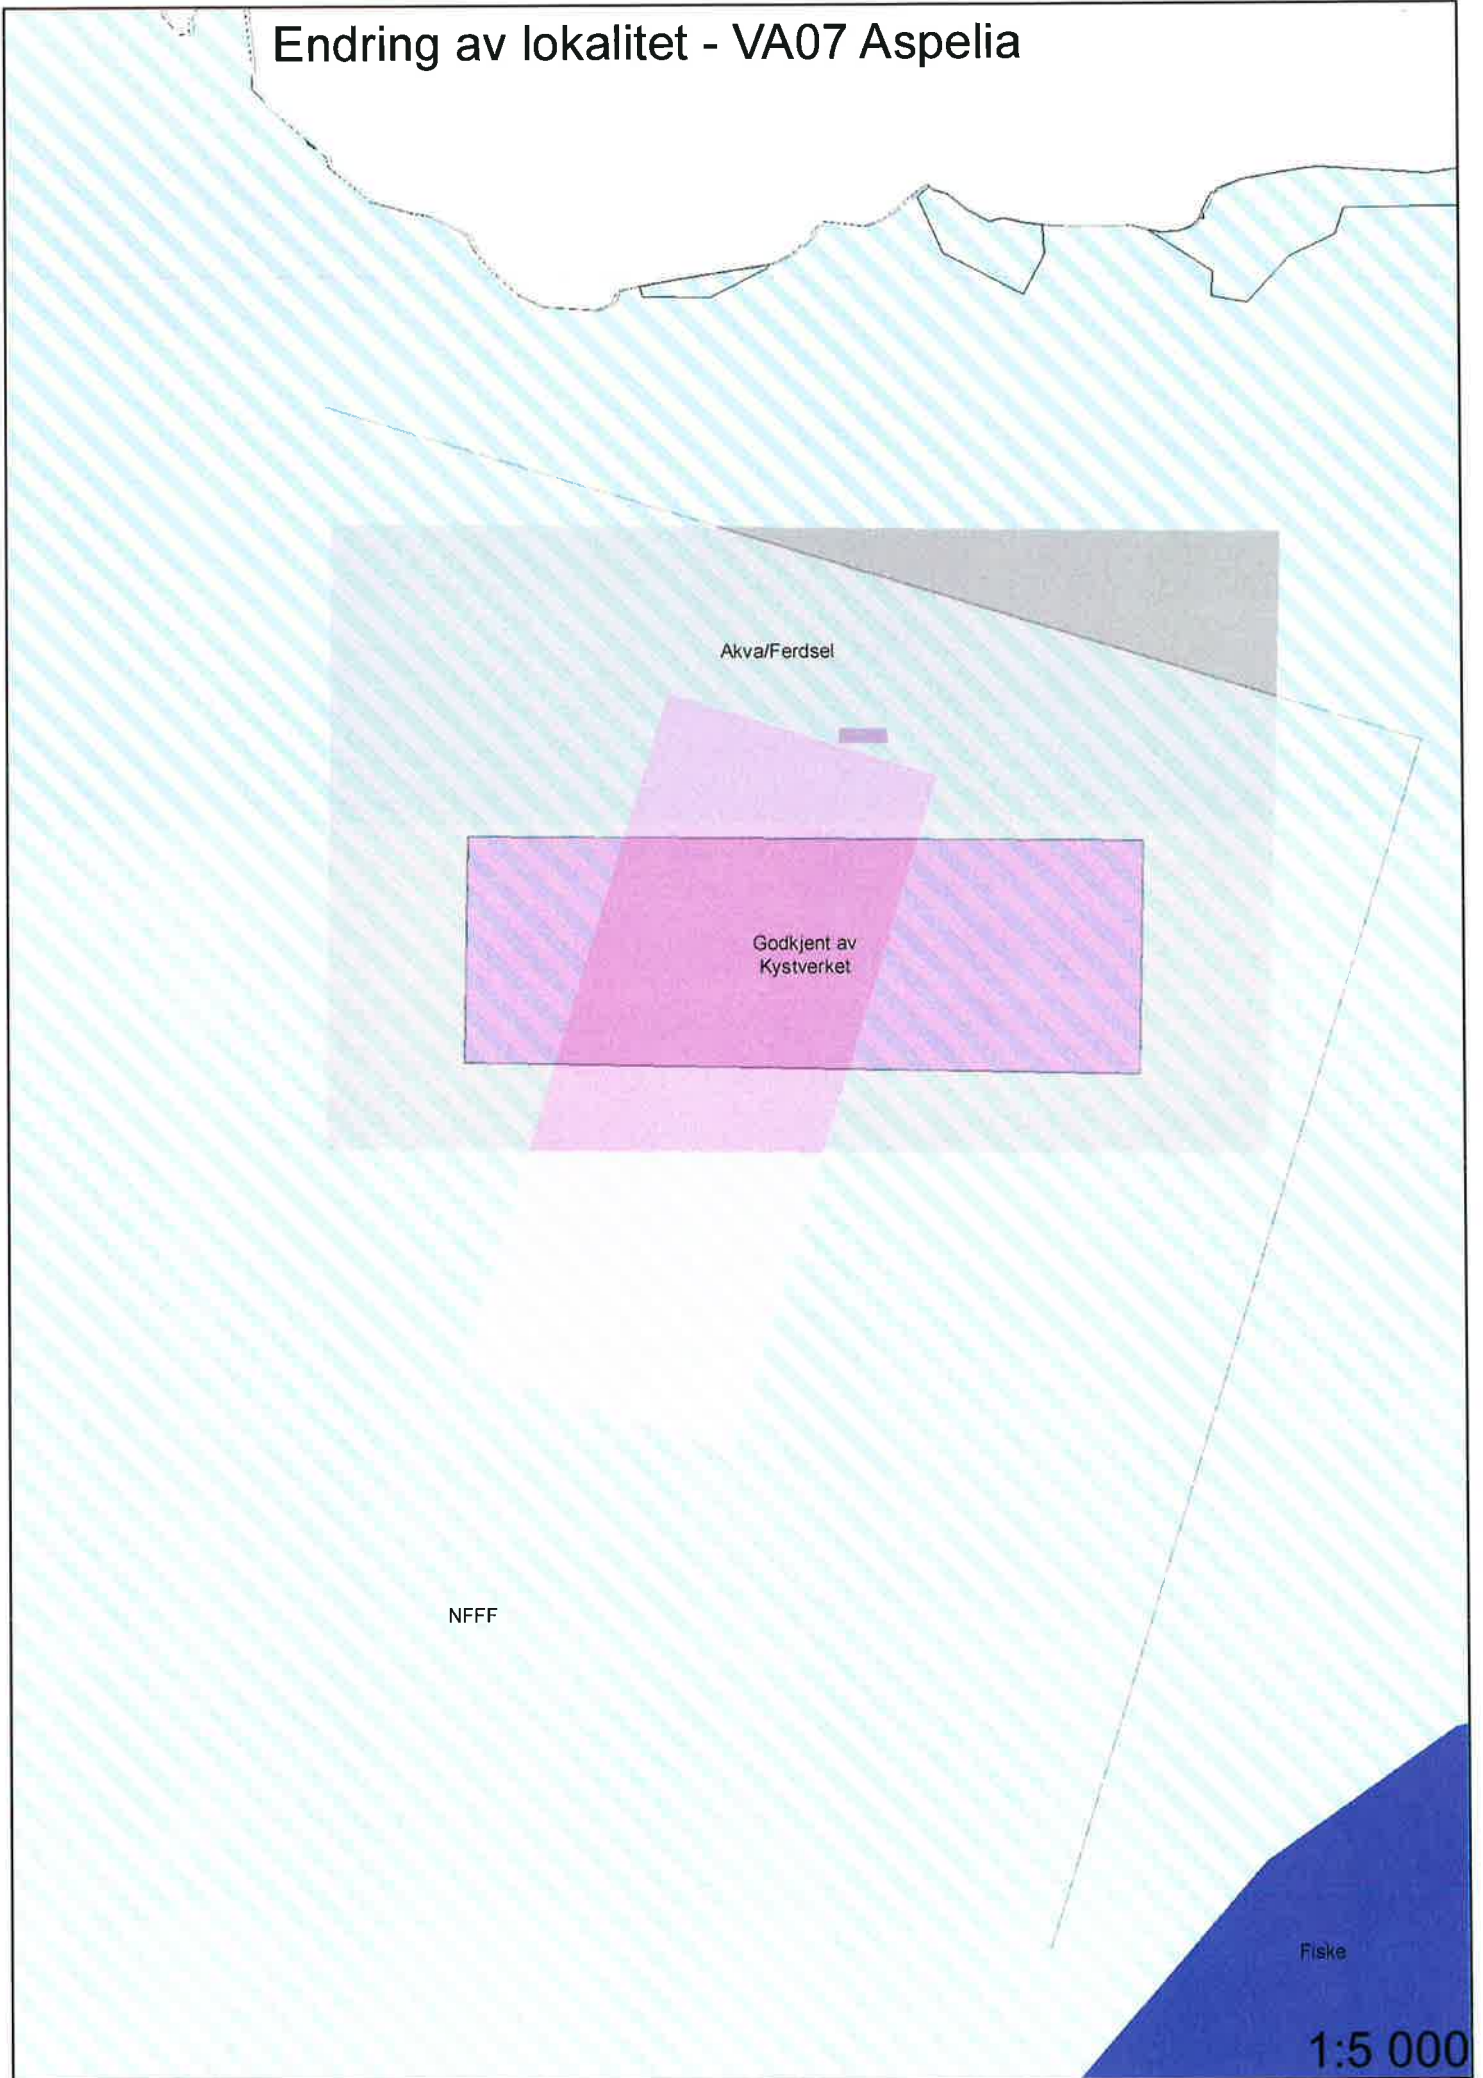 Endring av lokalitet - VA07 Aspelia
Akva/Ferdsel
Godkjent av
Kystverket
NFFF
Fiske
1:5 000